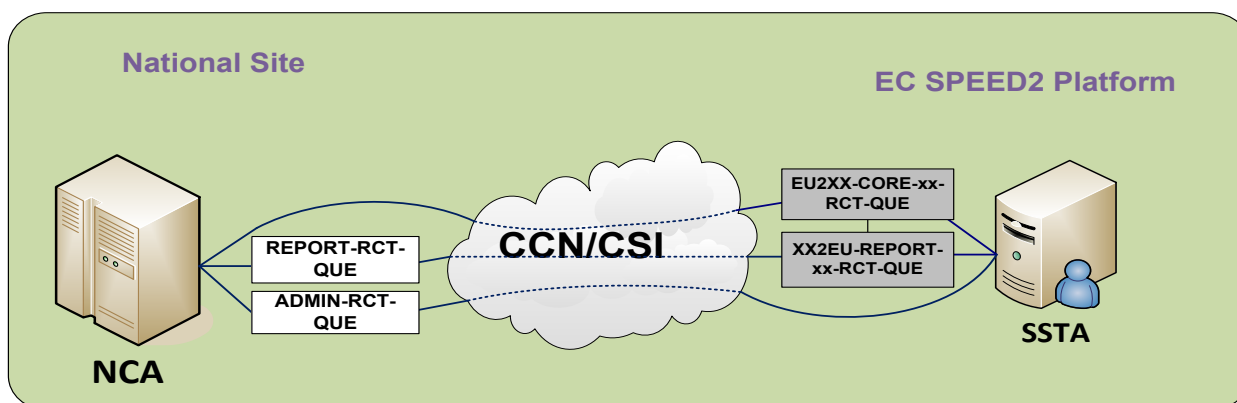 National Site
EC SPEED2 Platform
EU2XX-CORE-xx-
RCT-QUE
REPORT-RCT-
QUE
CCN/CSI
XX2EU-REPORT-
xx-RCT-QUE
ADMIN-RCT-
QUE
NCA
SSTA